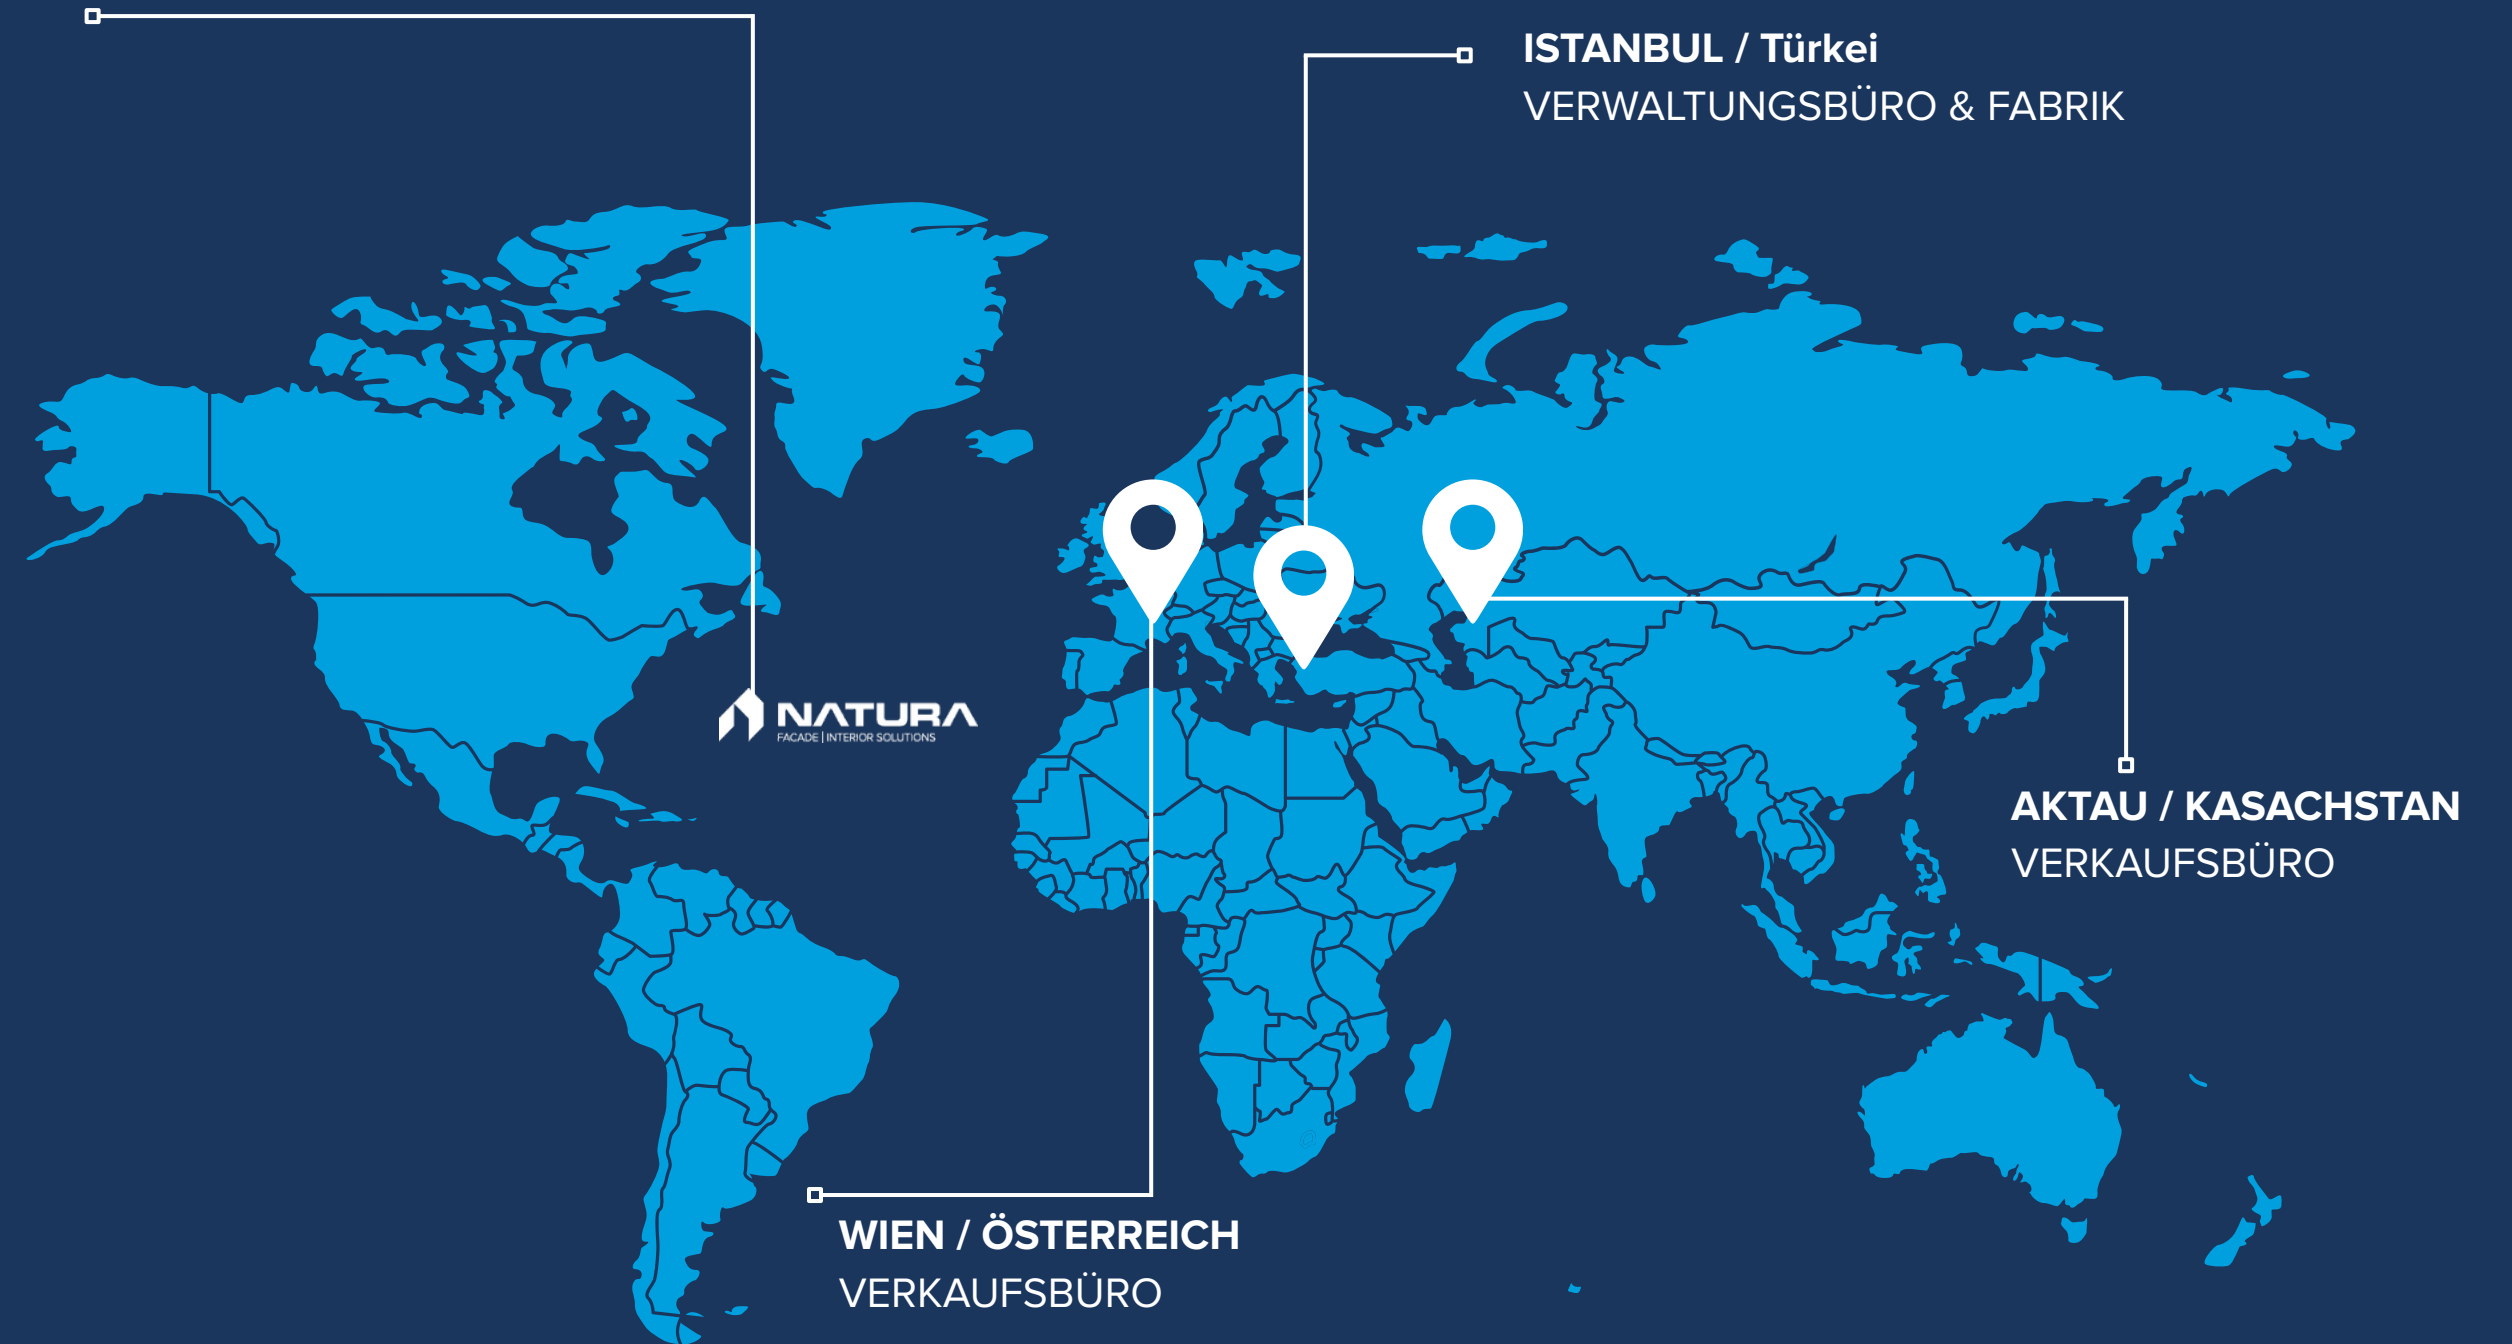 ISTANBUL / Türkei
VERWALTUNGSBÜRO & FABRIK
NATURA
FACADE | INTERIOR SOLUTIONS
AKTAU / KASACHSTAN
VERKAUFSBÜRO
WIEN / ÖSTERREICH
VERKAUFSBÜRO